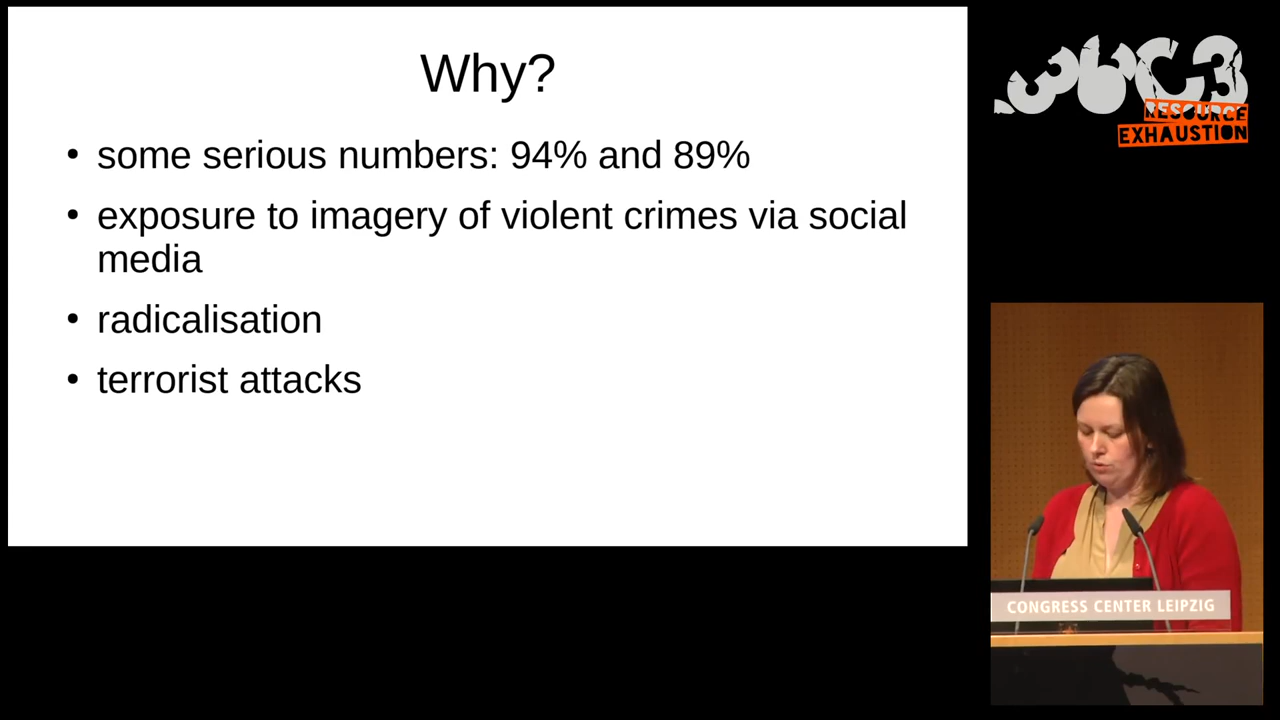 Why?
• some serious numbers: 94% and 89%
• exposure to imagery of violent crimes via social
media
• radicalisation
• terrorist attacks
36C3
RESOURCE
EXHAUSTION
CONGRESS CENTER LEIPZIG